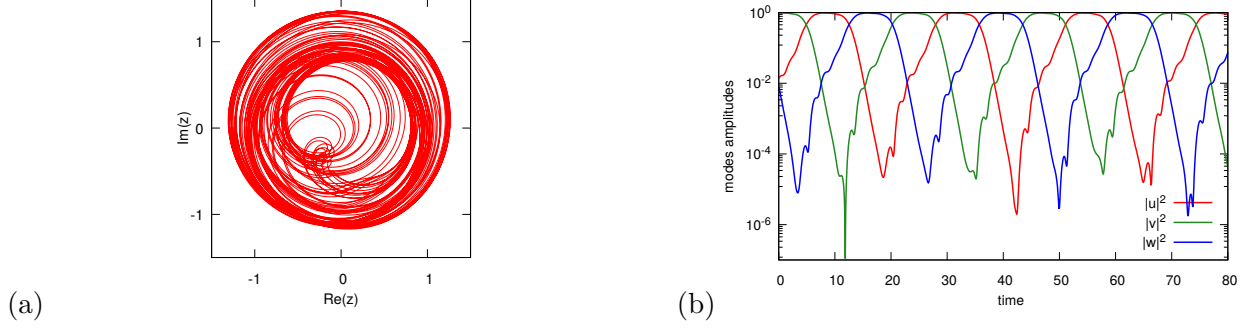 (a)
Im(z)
1
0
-1
-1 0 1
Re(z)
(b)
modes amplitudes
10^0
10^-2
10^-4
10^-6
|u|^2
|v|^2
|w|^2
0 10 20 30 40 50 60 70 80
time